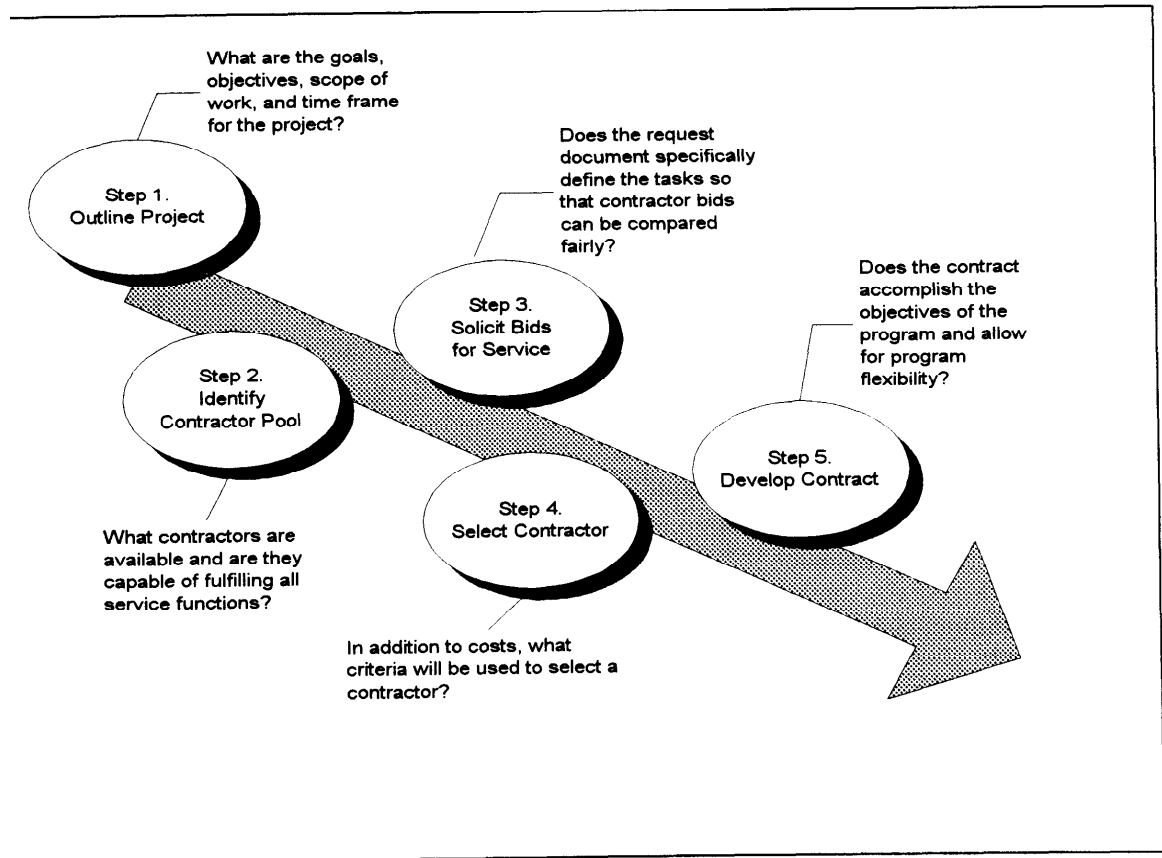 What are the goals,
objectives, scope of
work, and time frame
for the project?
Step 1.
Outline Project
What contractors are
available and are they
capable of fulfilling all
service functions?
Step 2.
Identify
Contractor Pool
Does the request
document specifically
define the tasks so
that contractor bids
can be compared
fairly?
Step 3.
Solicit Bids
for Service
In addition to costs, what
criteria will be used to select a
contractor?
Step 4.
Select Contractor
Does the contract
accomplish the
objectives of the
program and allow
for program
flexibility?
Step 5.
Develop Contract